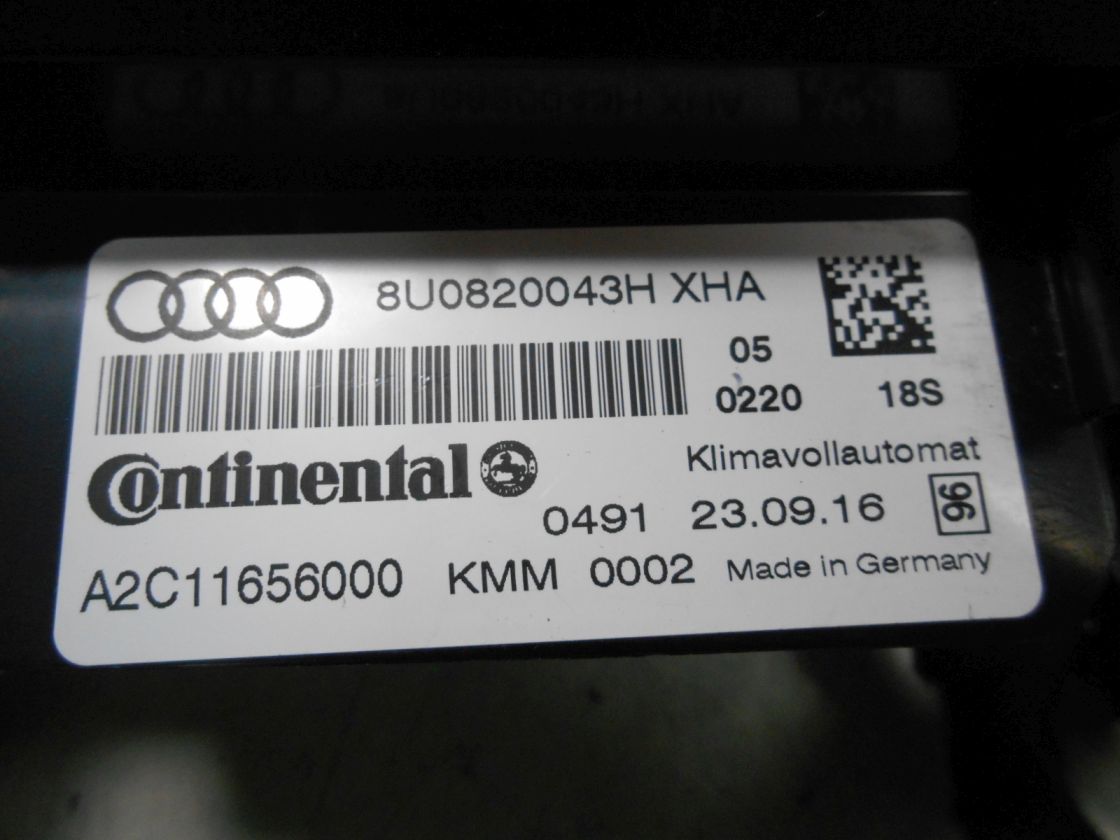 8U0820043H XHA
05
0220 18S
Continental
Klimavollautomat
0491 23.09.16 96
A2C11656000 KMM 0002 Made in Germany